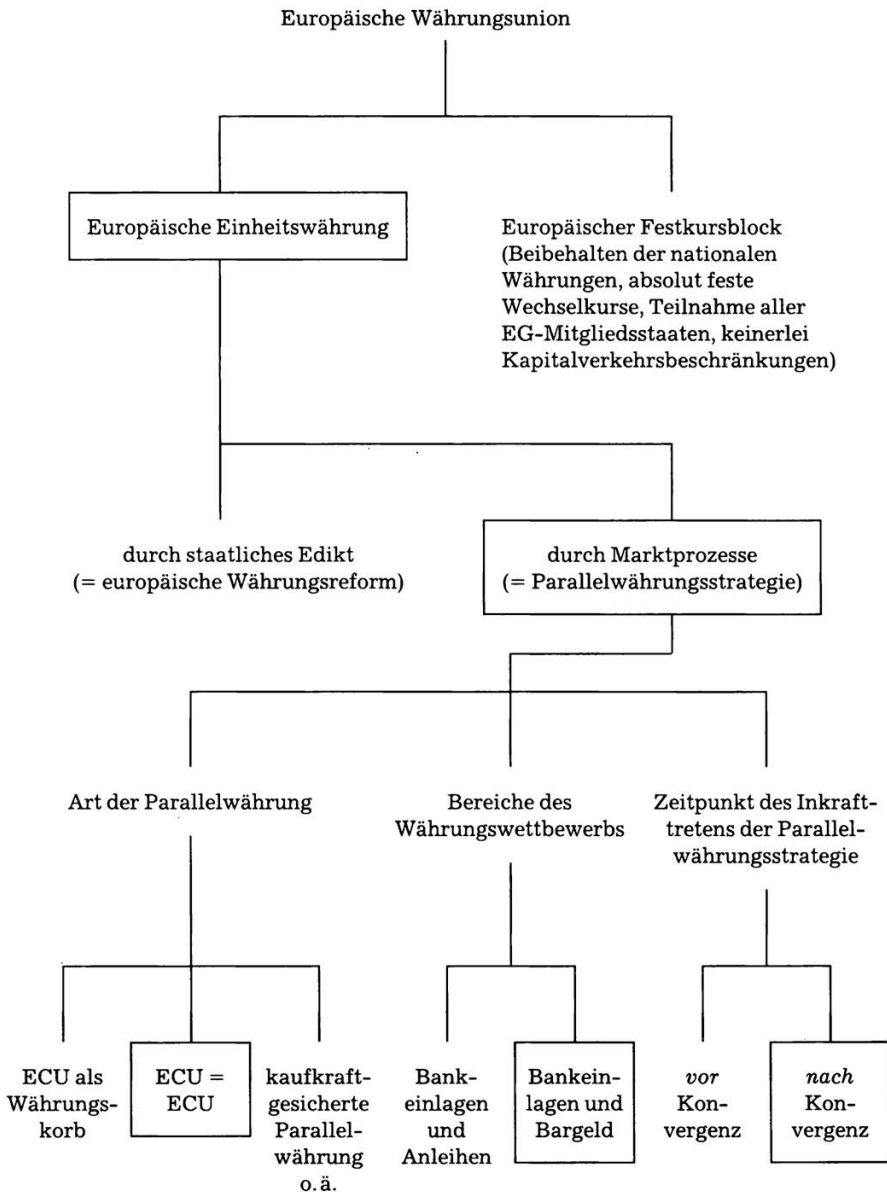 Europäische Währungsunion
Europäische Einheitswährung
Europäischer Festkursblock
(Beibehalten der nationalen
Währungen, absolut feste
Wechselkurse, Teilnahme aller
EG-Mitgliedsstaaten, keinerlei
Kapitalverkehrsbeschränkungen)
durch staatliches Edikt
(= europäische Währungsreform)
durch Marktprozesse
(= Parallelwährungsstrategie)
Art der Parallelwährung
Bereiche des
Währungswettbewerbs
Zeitpunkt des Inkraft-
tretens der Parallel-
währungsstrategie
ECU als
Währungs-
korb
ECU =
ECU
kaufkraft-
gesicherte
Parallel-
währung
o. ä.
Bank-
einlagen
und
Anleihen
Bankein-
lagen und
Bargeld
vor
Kon-
vergenz
nach
Kon-
vergenz